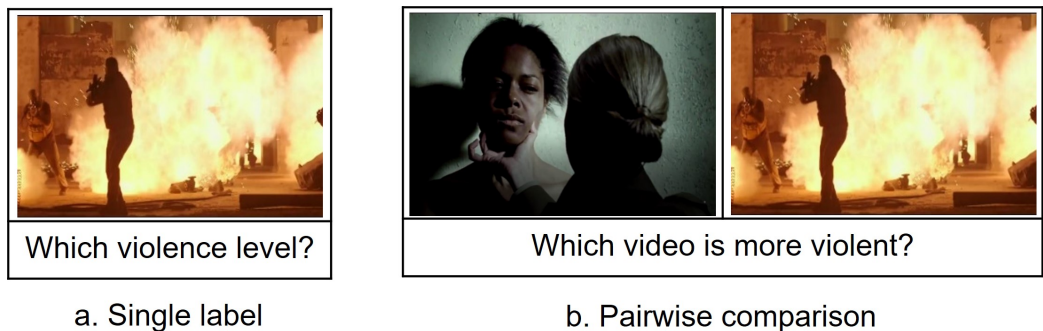 Which violence level?
Which video is more violent?
a. Single label
b. Pairwise comparison